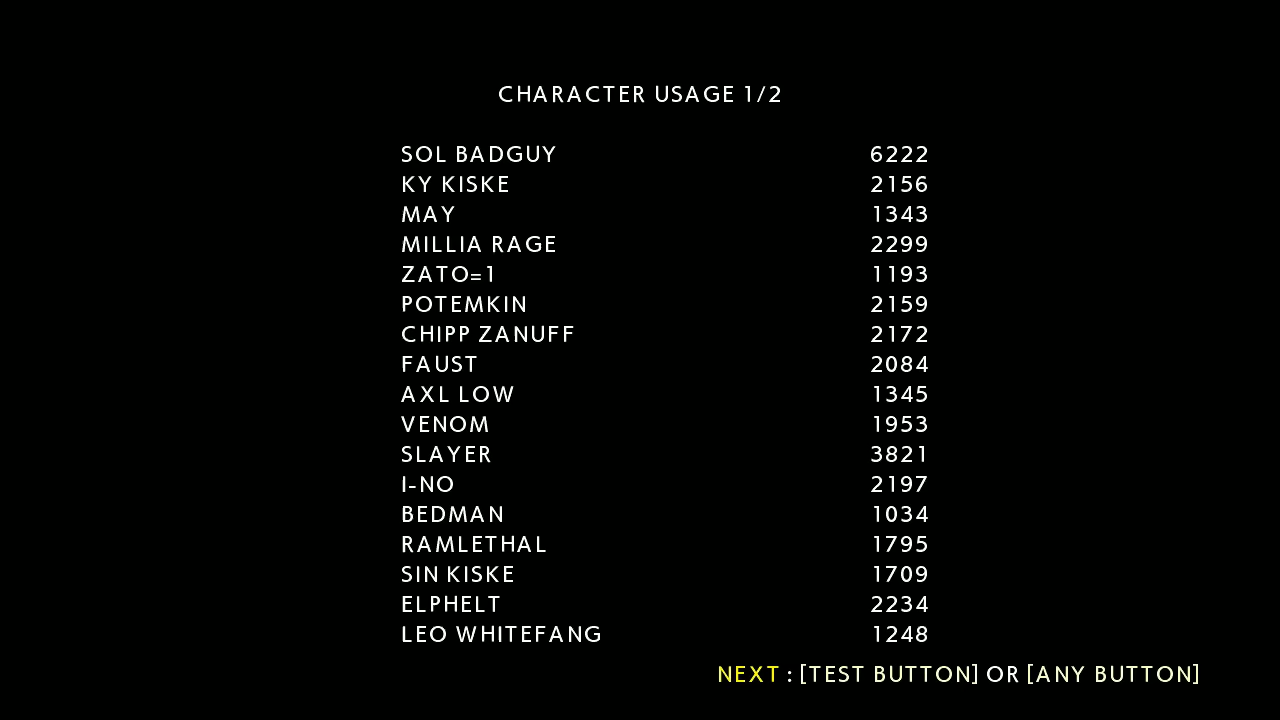 CHARACTER USAGE 1/2
SOL BADGUY 6222
KY KISKE 2156
MAY 1343
MILLIA RAGE 2299
ZATO=1 1193
POTEMKIN 2159
CHIPP ZANUFF 2172
FAUST 2084
AXL LOW 1345
VENOM 1953
SLAYER 3821
I-NO 2197
BEDMAN 1034
RAMLETHAL 1795
SIN KISKE 1709
ELPHELT 2234
LEO WHITEFANG 1248
NEXT : [TEST BUTTON] OR [ANY BUTTON]